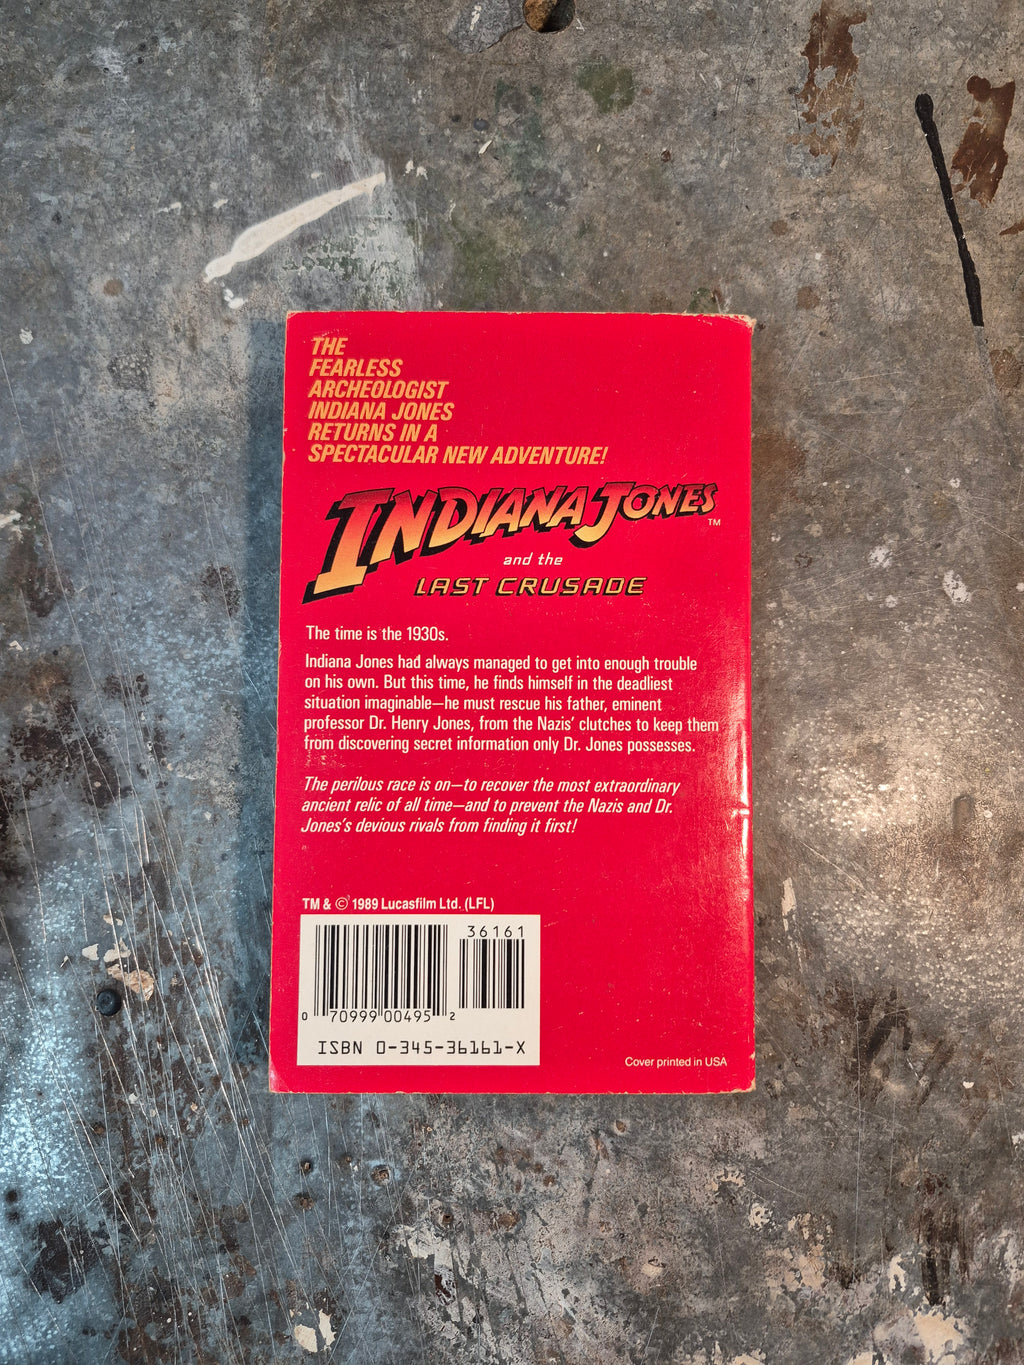 THE
FEARLESS
ARCHEOLOGIST
INDIANA JONES
RETURNS IN A
SPECTACULAR NEW ADVENTURE!
INDIANA JONES
TM
and the
LAST CRUSADE
The time is the 1930s.
Indiana Jones had always managed to get into enough trouble
on his own. But this time, he finds himself in the deadliest
situation imaginable—he must rescue his father, eminent
professor Dr. Henry Jones, from the Nazis' clutches to keep them
from discovering secret information only Dr. Jones possesses.
The perilous race is on—to recover the most extraordinary
ancient relic of all time—and to prevent the Nazis and Dr.
Jones's devious rivals from finding it first!
TM & © 1989 Lucasfilm Ltd. (LFL)
36161
0 70999 00495 2
ISBN 0-345-36161-X
Cover printed in USA